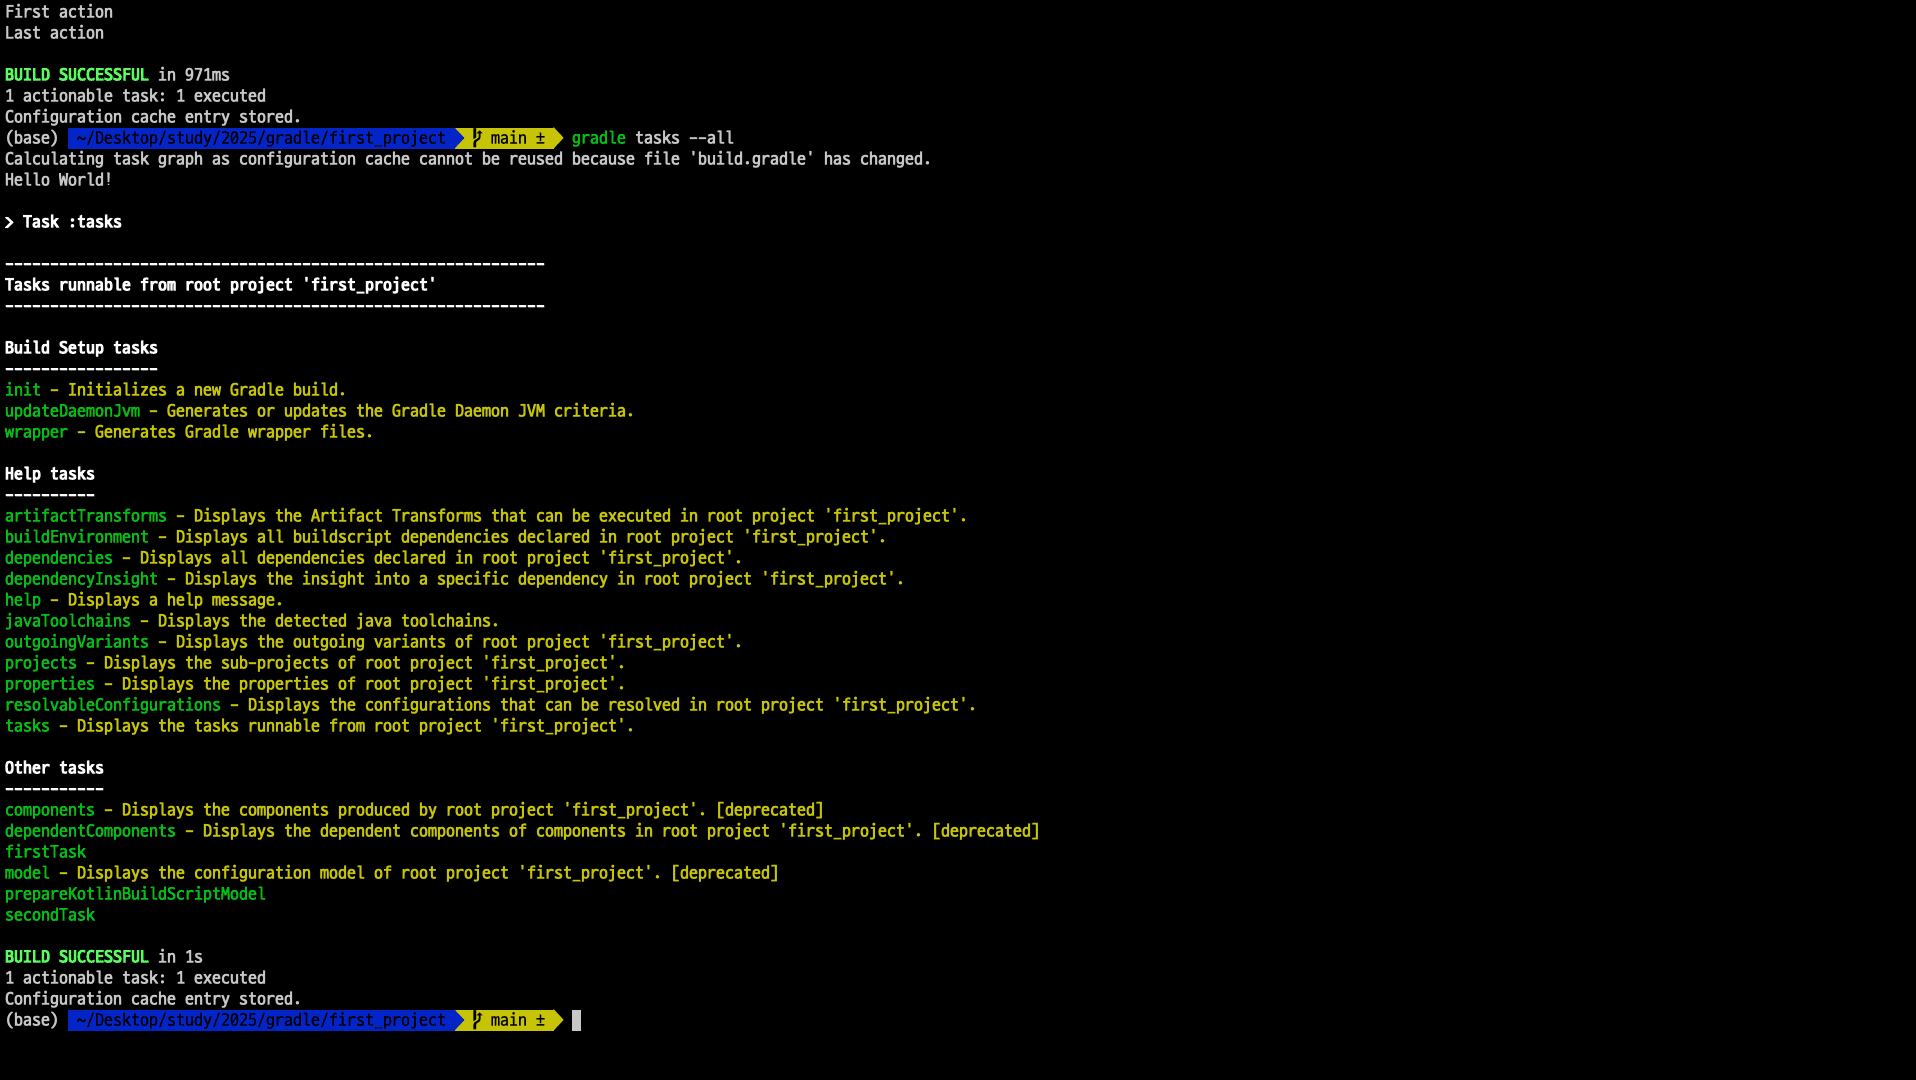 First action
Last action
BUILD SUCCESSFUL in 971ms
1 actionable task: 1 executed
Configuration cache entry stored.
(base) ~/Desktop/study/2025/gradle/first_project main ± gradle tasks --all
Calculating task graph as configuration cache cannot be reused because file 'build.gradle' has changed.
Hello World!
> Task :tasks
------------------------------------------------------------
Tasks runnable from root project 'first_project'
------------------------------------------------------------
Build Setup tasks
-----------------
init - Initializes a new Gradle build.
updateDaemonJvm - Generates or updates the Gradle Daemon JVM criteria.
wrapper - Generates Gradle wrapper files.
Help tasks
----------
artifactTransforms - Displays the Artifact Transforms that can be executed in root project 'first_project'.
buildEnvironment - Displays all buildscript dependencies declared in root project 'first_project'.
dependencies - Displays all dependencies declared in root project 'first_project'.
dependencyInsight - Displays the insight into a specific dependency in root project 'first_project'.
help - Displays a help message.
javaToolchains - Displays the detected java toolchains.
outgoingVariants - Displays the outgoing variants of root project 'first_project'.
projects - Displays the sub-projects of root project 'first_project'.
properties - Displays the properties of root project 'first_project'.
resolvableConfigurations - Displays the configurations that can be resolved in root project 'first_project'.
tasks - Displays the tasks runnable from root project 'first_project'.
Other tasks
-----------
components - Displays the components produced by root project 'first_project'. [deprecated]
dependentComponents - Displays the dependent components of components in root project 'first_project'. [deprecated]
firstTask
model - Displays the configuration model of root project 'first_project'. [deprecated]
prepareKotlinBuildScriptModel
secondTask
BUILD SUCCESSFUL in 1s
1 actionable task: 1 executed
Configuration cache entry stored.
(base) ~/Desktop/study/2025/gradle/first_project main ±